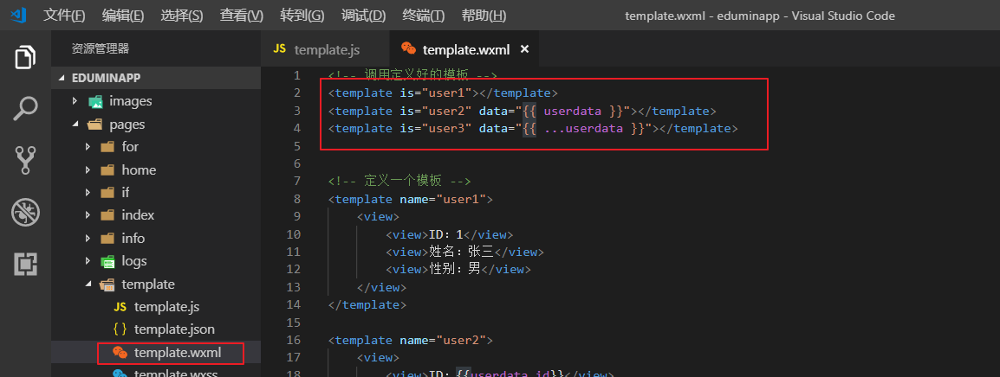 文件(F) 编辑(E) 选择(S) 查看(V) 转到(G) 调试(D) 终端(T) 帮助(H) template.wxml - eduminapp - Visual Studio Code
资源管理器
EDUMINAPP
images
pages
for
home
if
index
info
logs
template
JS template.js
{ } template.json
template.wxml
template.wxss
JS template.js template.wxml ×
1 <!-- 调用定义好的模板 -->
2 <template is="user1"></template>
3 <template is="user2" data="{{ userdata }}"></template>
4 <template is="user3" data="{{ ...userdata }}"></template>
5
6
7 <!-- 定义一个模板 -->
8 <template name="user1">
9 <view>
10 <view>ID：1</view>
11 <view>姓名：张三</view>
12 <view>性别：男</view>
13 </view>
14 </template>
15
16 <template name="user2">
17 <view>
18 <view>ID：{{userdata.id}}</view>